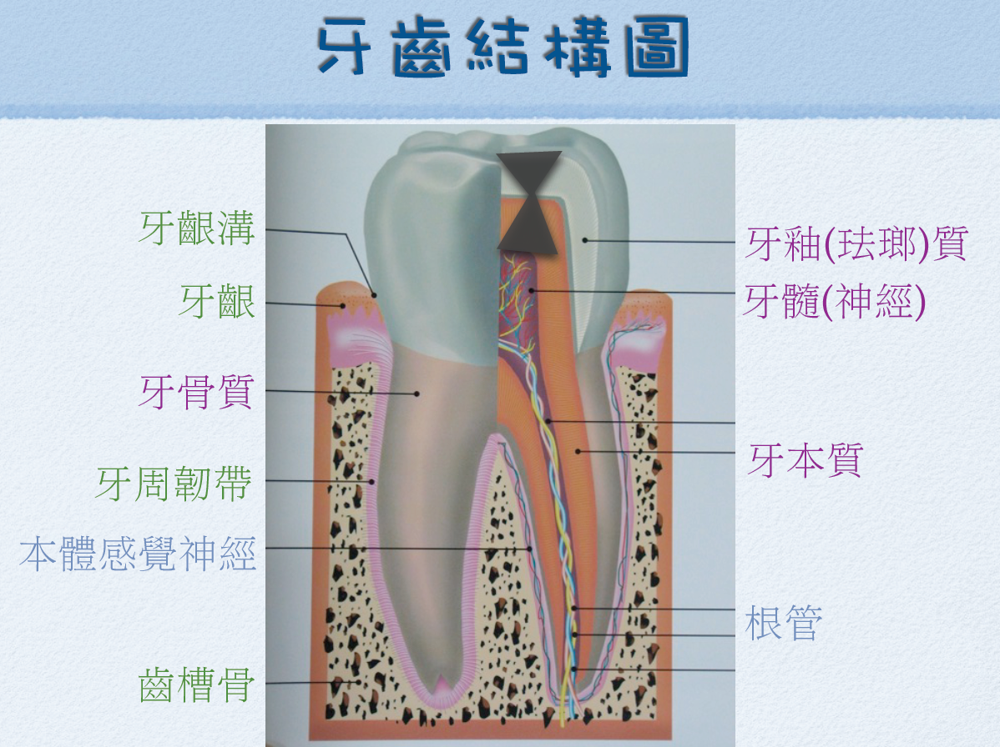 牙齒結構圖
牙齦溝
牙齦
牙骨質
牙周韌帶
本體感覺神經
齒槽骨
牙釉(珐瑯)質
牙髓(神經)
牙本質
根管